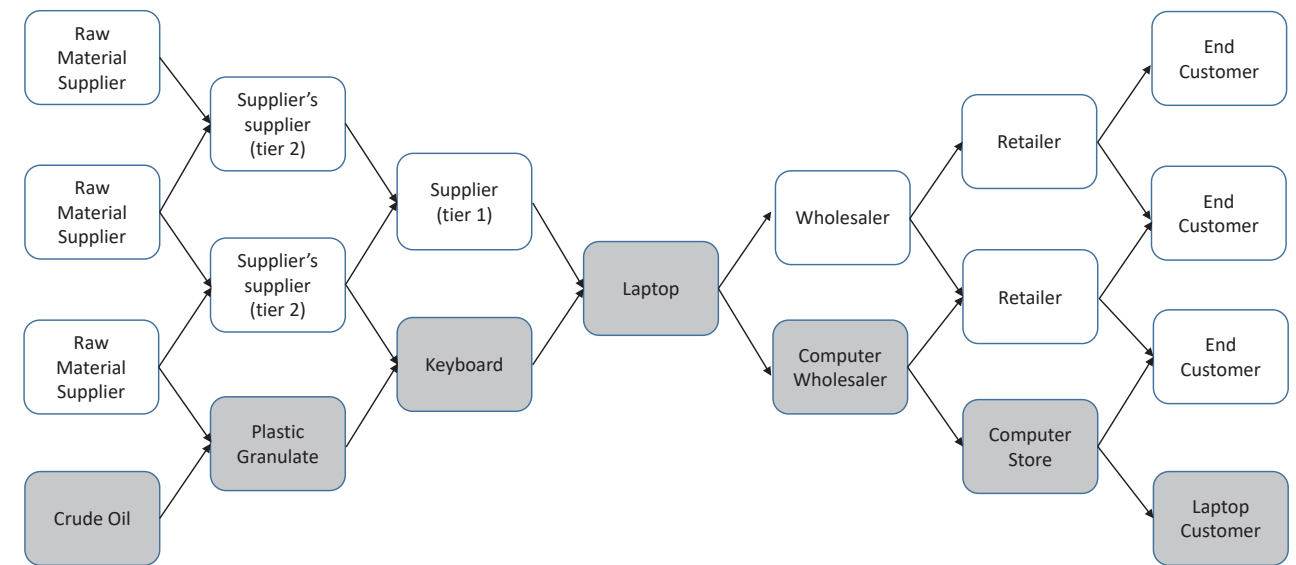 Raw
Material
Supplier
Raw
Material
Supplier
Raw
Material
Supplier
Crude Oil
Supplier’s
supplier
(tier 2)
Supplier’s
supplier
(tier 2)
Plastic
Granulate
Supplier
(tier 1)
Keyboard
Laptop
Wholesaler
Computer
Wholesaler
Retailer
Retailer
Computer
Store
End
Customer
End
Customer
End
Customer
Laptop
Customer